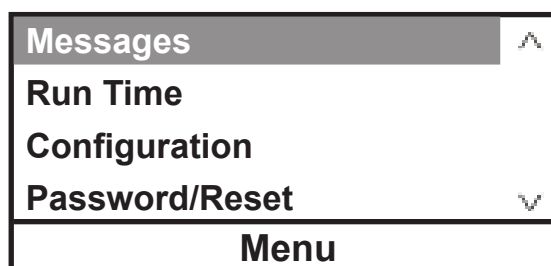 Messages
Run Time
Configuration
Password/Reset
Menu